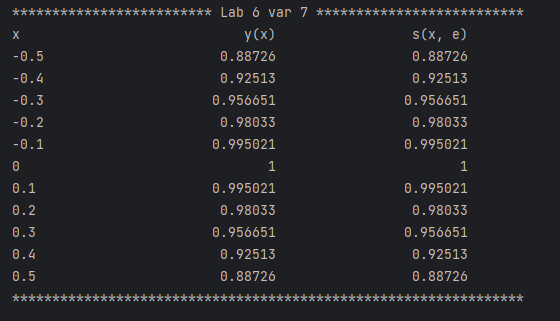 ************************* Lab 6 var 7 **************************
x y(x) s(x, e)
-0.5 0.88726 0.88726
-0.4 0.92513 0.92513
-0.3 0.956651 0.956651
-0.2 0.98033 0.98033
-0.1 0.995021 0.995021
0 1 1
0.1 0.995021 0.995021
0.2 0.98033 0.98033
0.3 0.956651 0.956651
0.4 0.92513 0.92513
0.5 0.88726 0.88726
****************************************************************